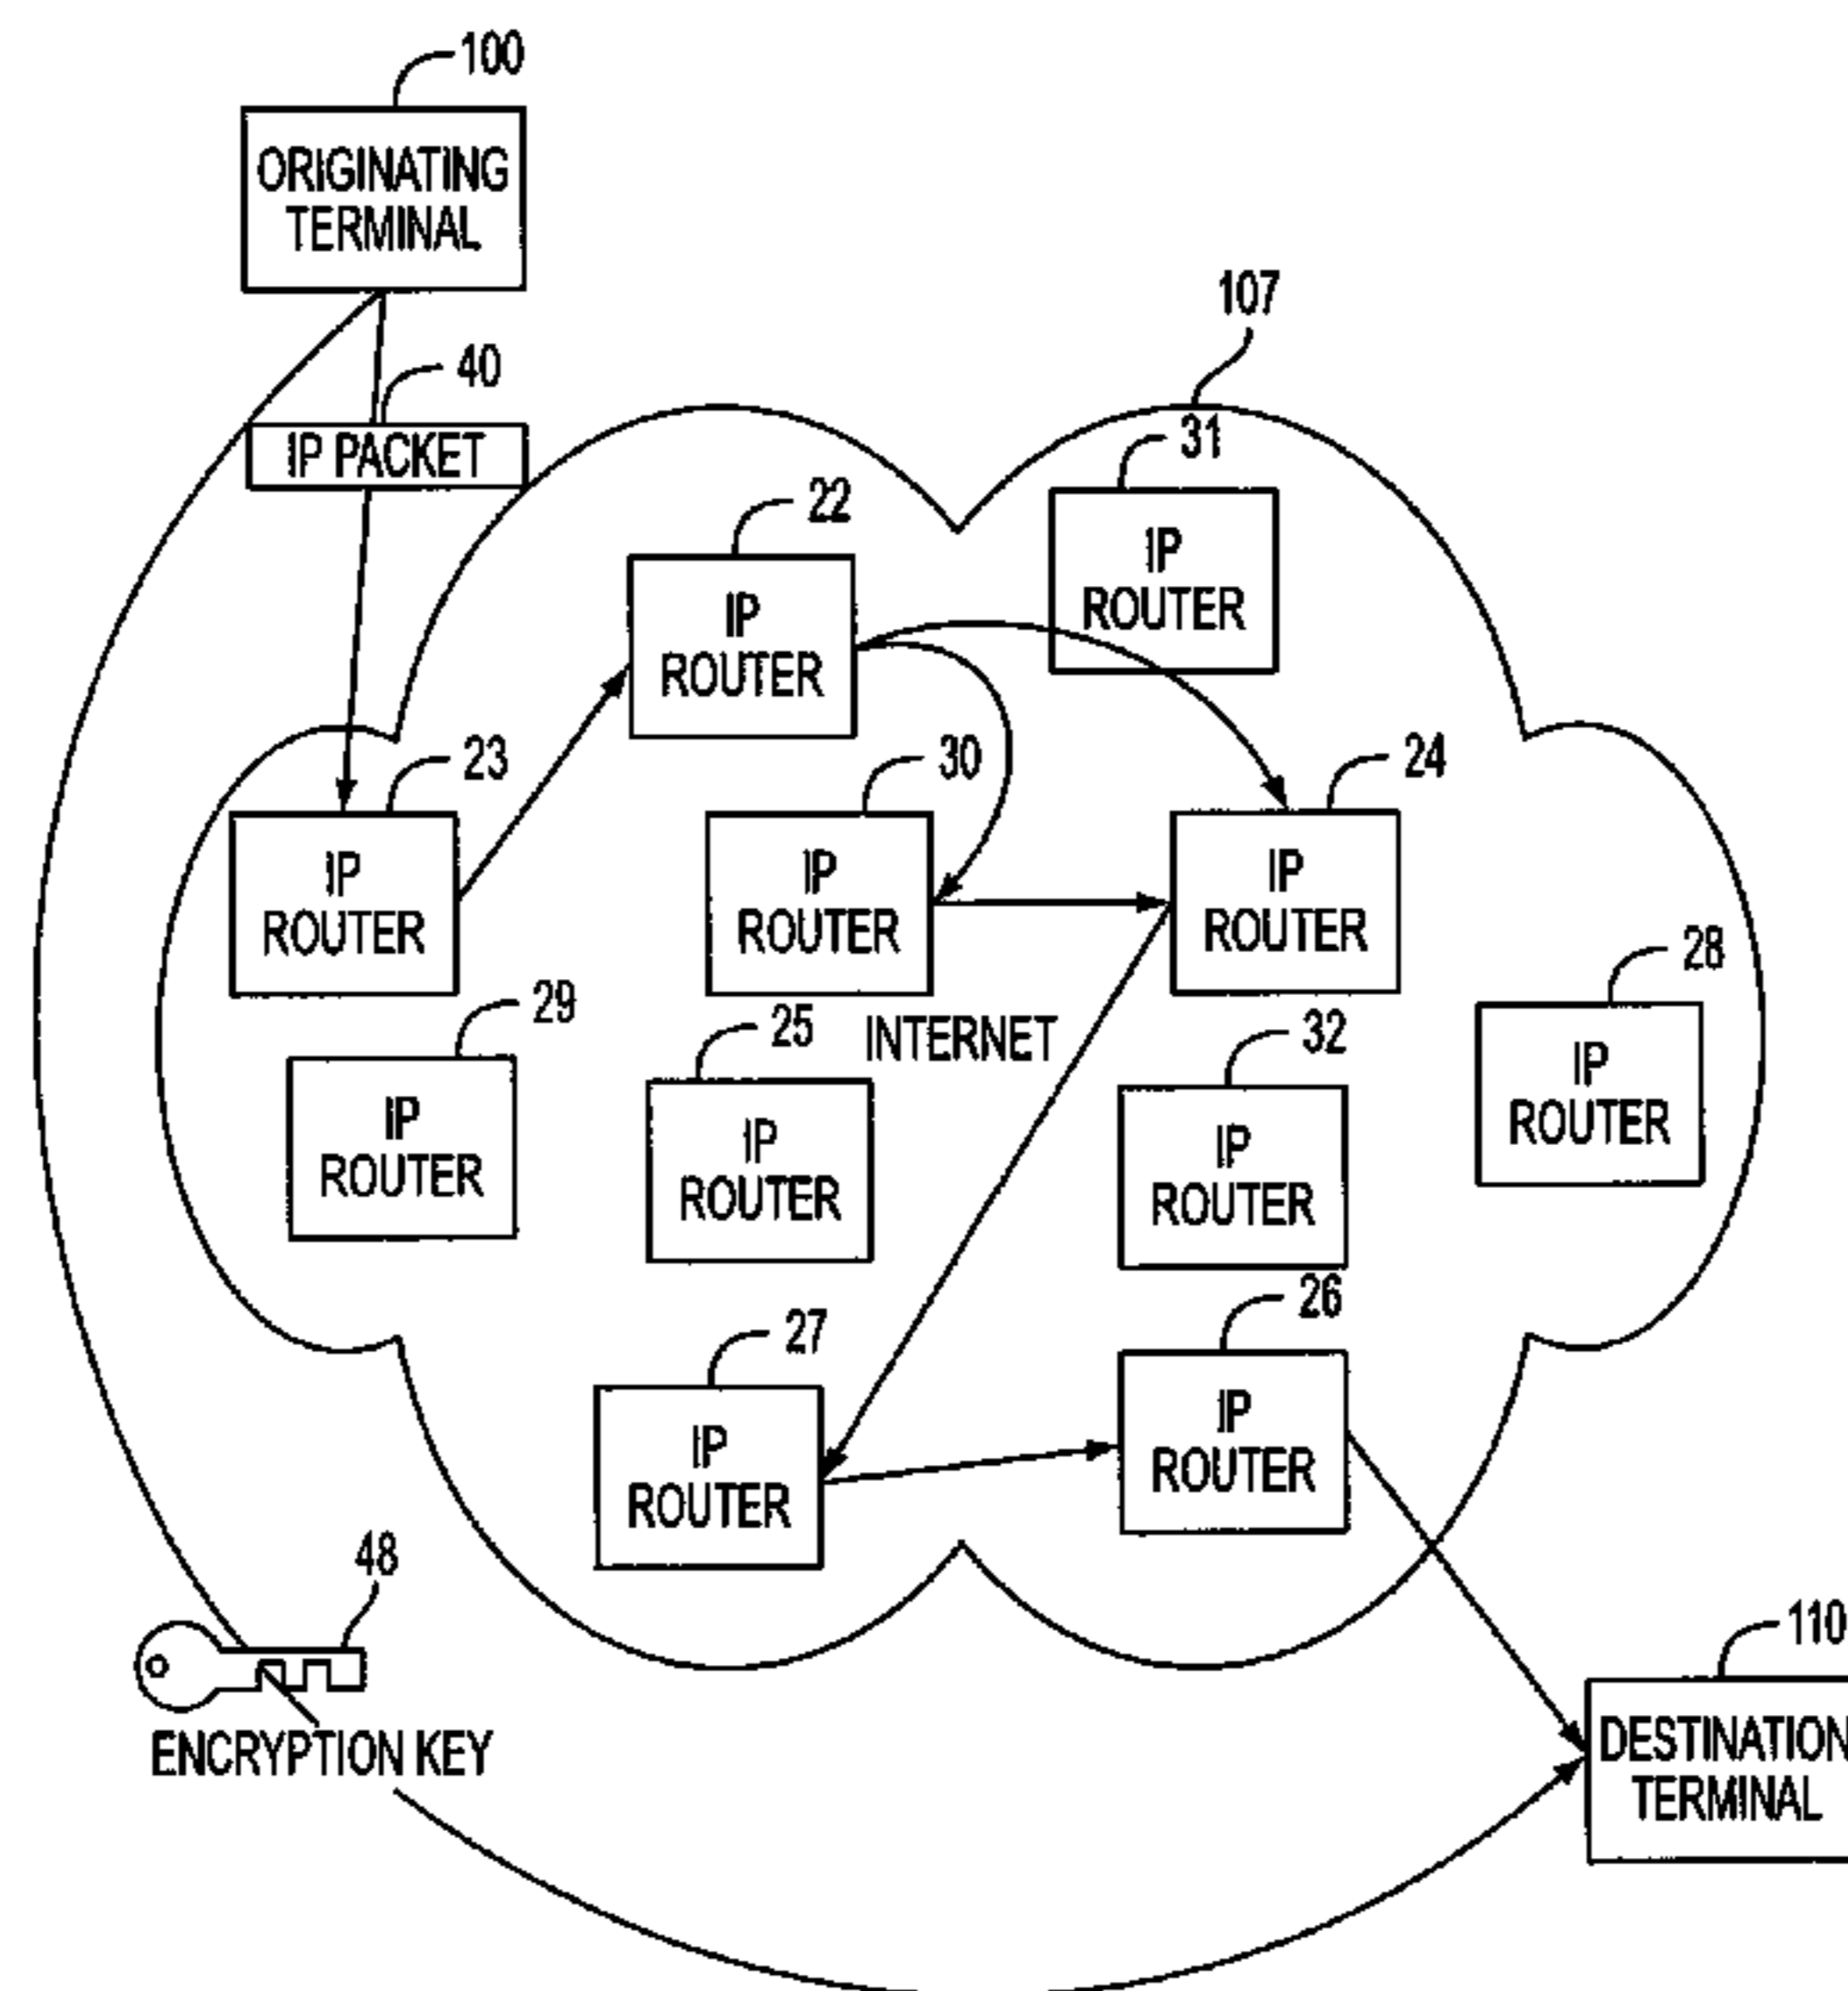 100
ORIGINATING
TERMINAL
40
IP PACKET
107
31
IP
ROUTER
22
IP
ROUTER
23
IP
ROUTER
30
IP
ROUTER
24
IP
ROUTER
28
IP
ROUTER
29
IP
ROUTER
25
IP
ROUTER
INTERNET
32
IP
ROUTER
27
IP
ROUTER
26
IP
ROUTER
48
ENCRYPTION KEY
110
DESTINATION
TERMINAL